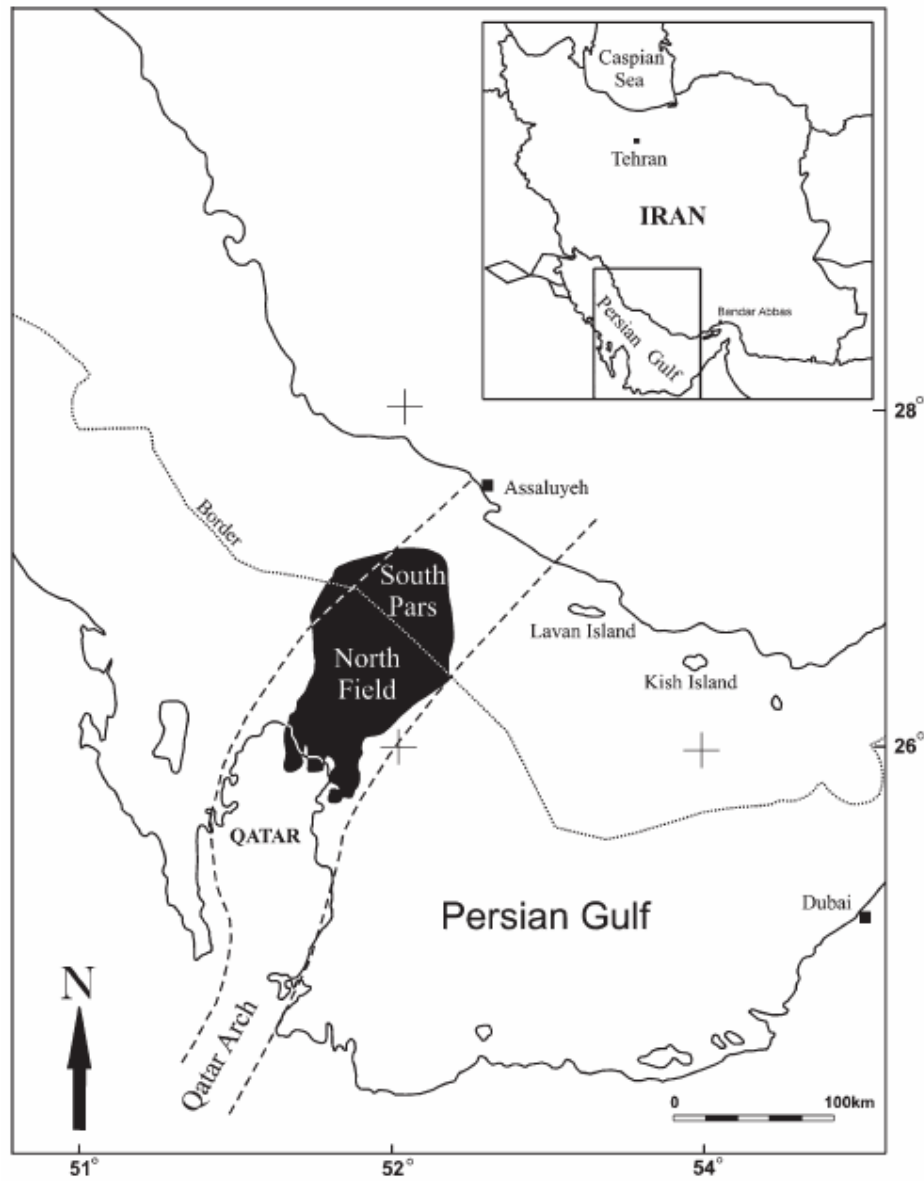 Caspian
Sea
Tehran
IRAN
Bandar Abbas
Persian Gulf
28°
Assaluyeh
Border
South
Pars
Lavan Island
North
Field
Kish Island
26°
QATAR
Persian Gulf
Dubai
N
Qatar Arch
0 100km
51° 52° 54°